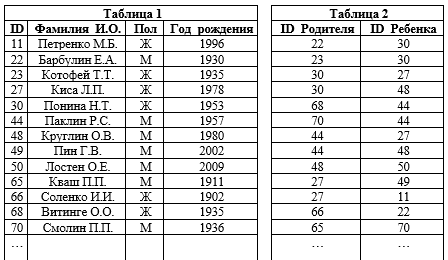 Таблица 1
ID Фамилия И.О. Пол Год рождения
11 Петренко М.Б. Ж 1996
22 Барбулин Е.А. М 1930
23 Котофей Т.Т. Ж 1935
27 Киса Л.П. Ж 1978
30 Понина Н.Т. Ж 1953
44 Паклин Р.С. М 1957
48 Круглин О.В. М 1980
49 Пин Г.В. М 2002
50 Лостен О.Е. М 2009
65 Кваш П.П. М 1911
66 Соленко И.И. Ж 1902
68 Витинге О.О. Ж 1935
70 Смолин П.П. М 1936
... ... ... ...
Таблица 2
ID Родителя ID Ребенка
22 30
23 30
30 27
30 48
68 44
70 44
44 27
44 48
48 50
27 49
27 11
66 22
65 70
... ...